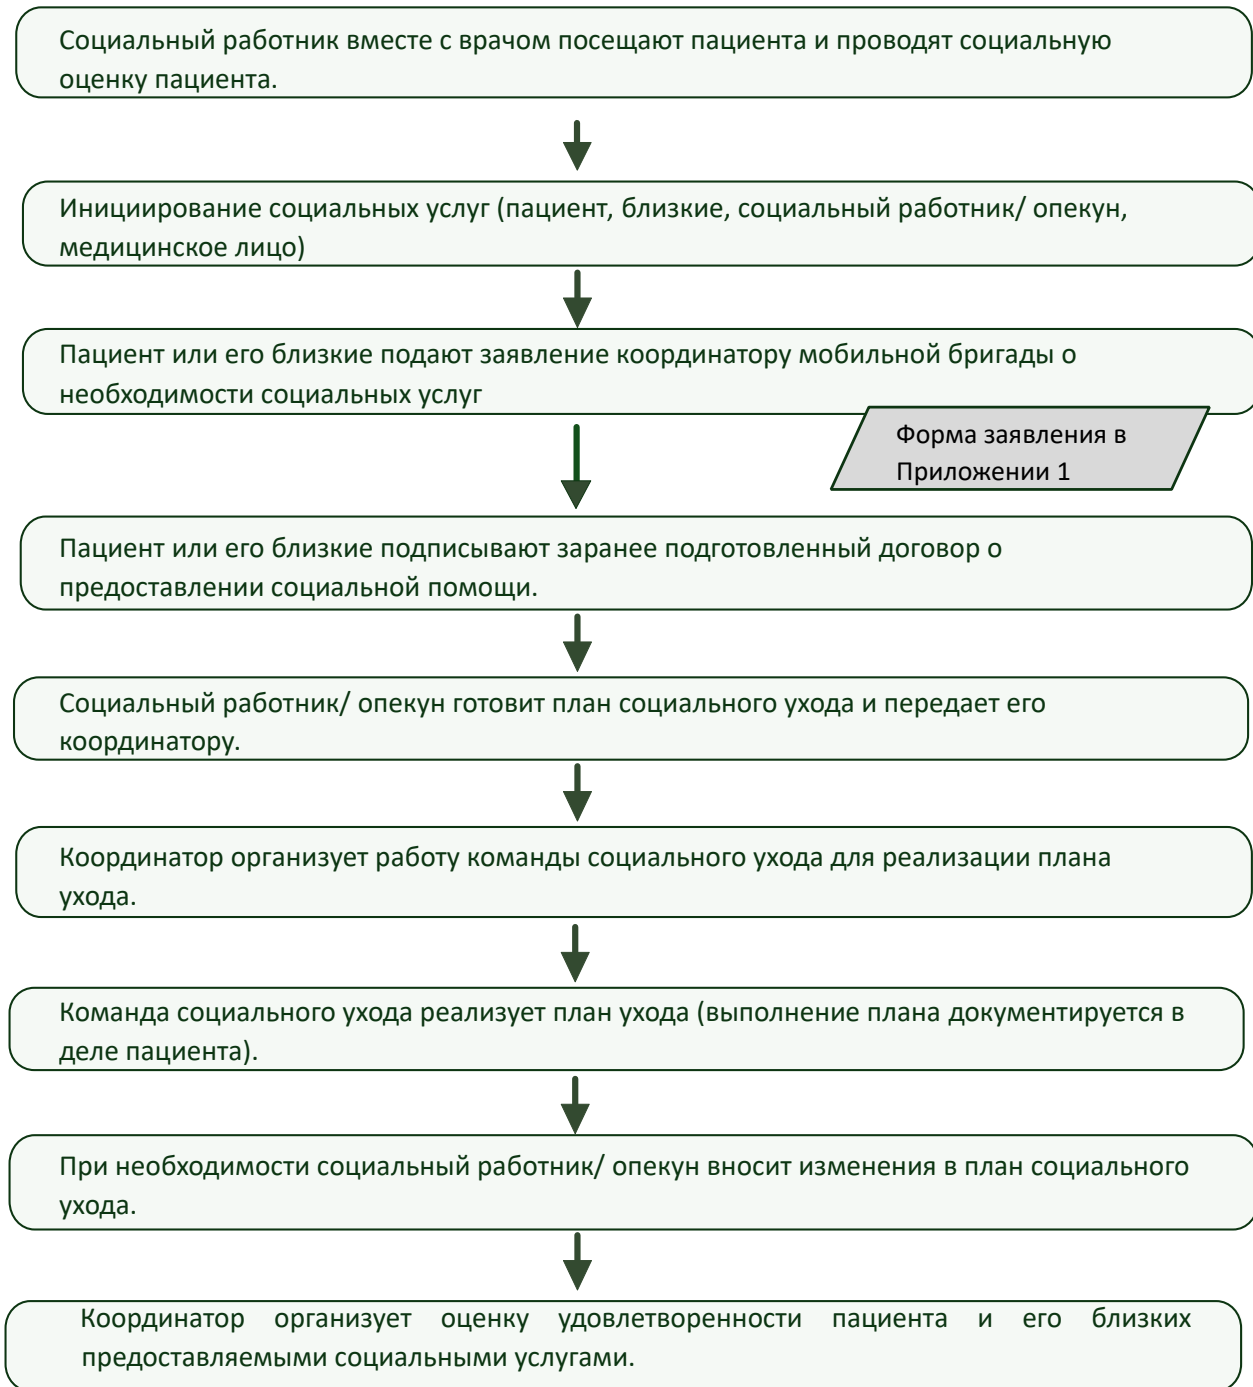 Социальный работник вместе с врачом посещают пациента и проводят социальную
оценку пациента.
Инициирование социальных услуг (пациент, близкие, социальный работник/ опекун,
медицинское лицо)
Пациент или его близкие подают заявление координатору мобильной бригады о
необходимости социальных услуг
Форма заявления в
Приложении 1
Пациент или его близкие подписывают заранее подготовленный договор о
предоставлении социальной помощи.
Социальный работник/ опекун готовит план социального ухода и передает его
координатору.
Координатор организует работу команды социального ухода для реализации плана
ухода.
Команда социального ухода реализует план ухода (выполнение плана документируется в
деле пациента).
При необходимости социальный работник/ опекун вносит изменения в план социального
ухода.
Координатор организует оценку удовлетворенности пациента и его близких
предоставляемыми социальными услугами.